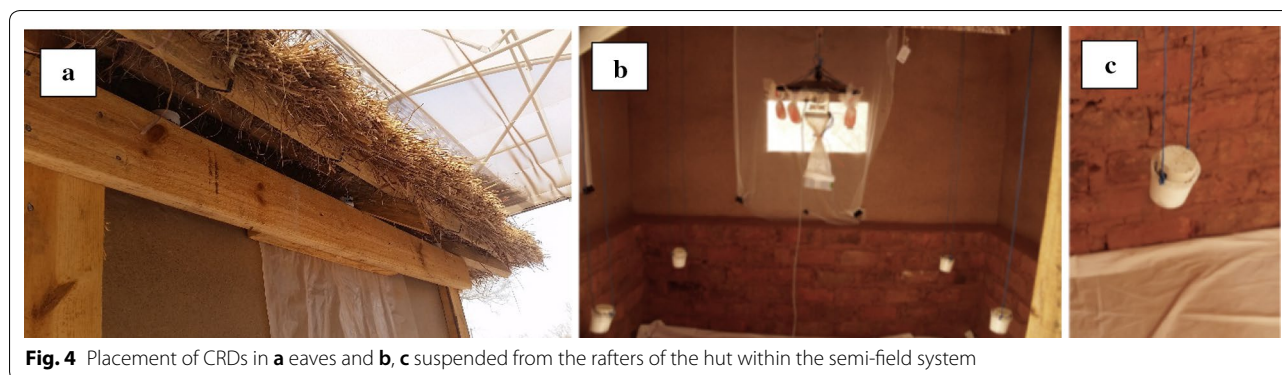 a
b
c
Fig. 4 Placement of CRDs in a eaves and b, c suspended from the rafters of the hut within the semi-field system